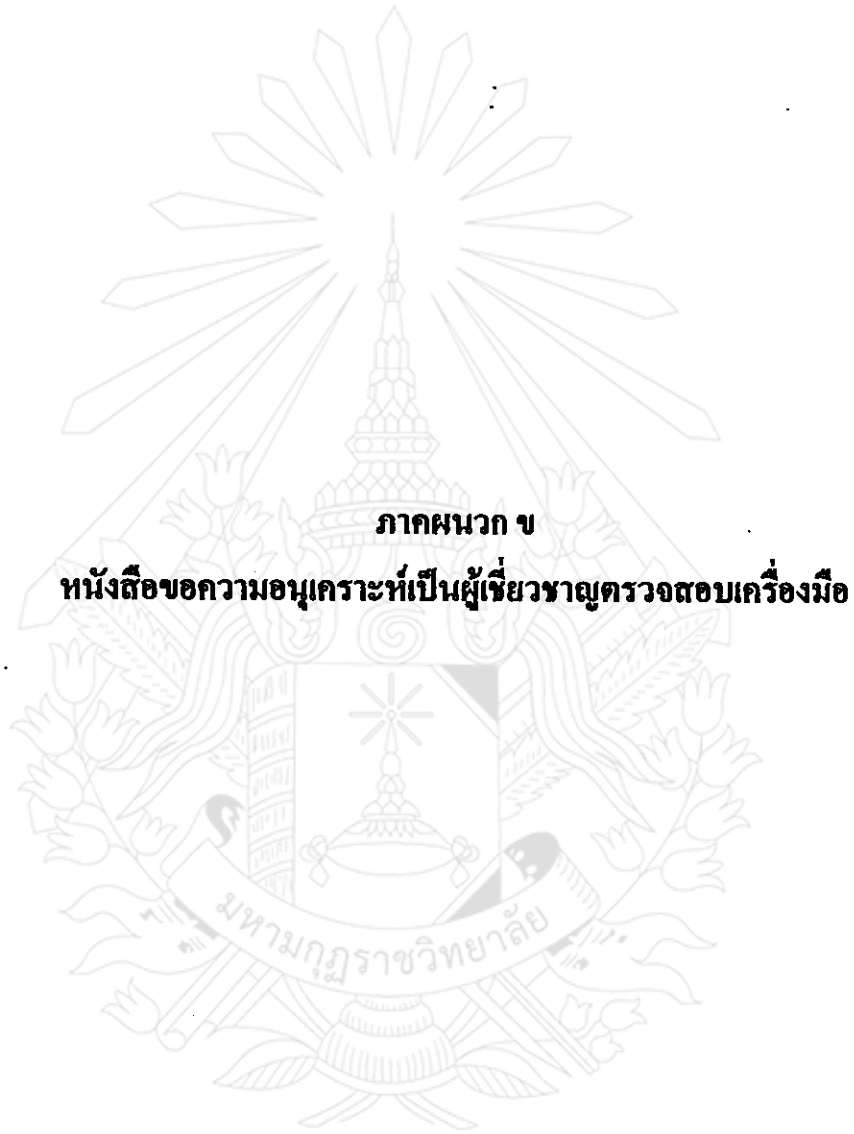 ภาคผนวก ข
หนังสือขอความอนุเคราะห์เป็นผู้เชี่ยวชาญตรวจสอบเครื่องมือ
มหามกุฏราชวิทยาลัย